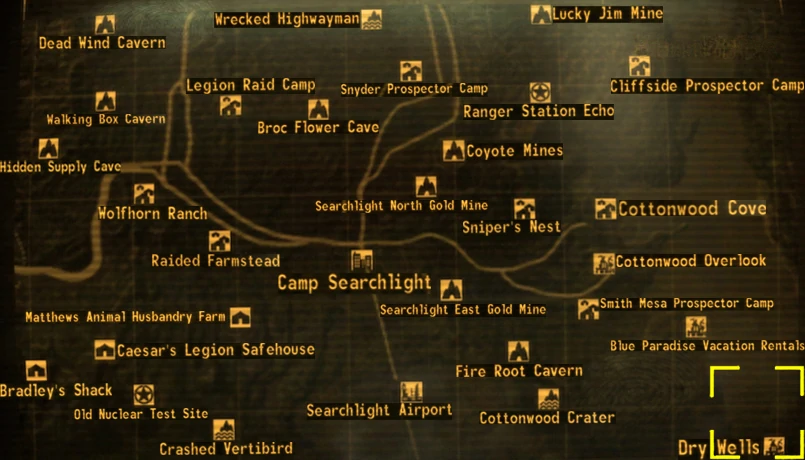 Wrecked Highwayman
Lucky Jim Mine
Dead Wind Cavern
Legion Raid Camp
Snyder Prospector Camp
Cliffside Prospector Camp
Walking Box Cavern
Broc Flower Cave
Ranger Station Echo
Coyote Mines
Hidden Supply Cave
Searchlight North Gold Mine
Cottonwood Cove
Wolfhorn Ranch
Sniper's Nest
Raided Farmstead
Cottonwood Overlook
Camp Searchlight
Searchlight East Gold Mine
Smith Mesa Prospector Camp
Matthews Animal Husbandry Farm
Blue Paradise Vacation Rentals
Caesar's Legion Safehouse
Fire Root Cavern
Bradley's Shack
Old Nuclear Test Site
Searchlight Airport
Cottonwood Crater
Crashed Vertibird
Dry Wells